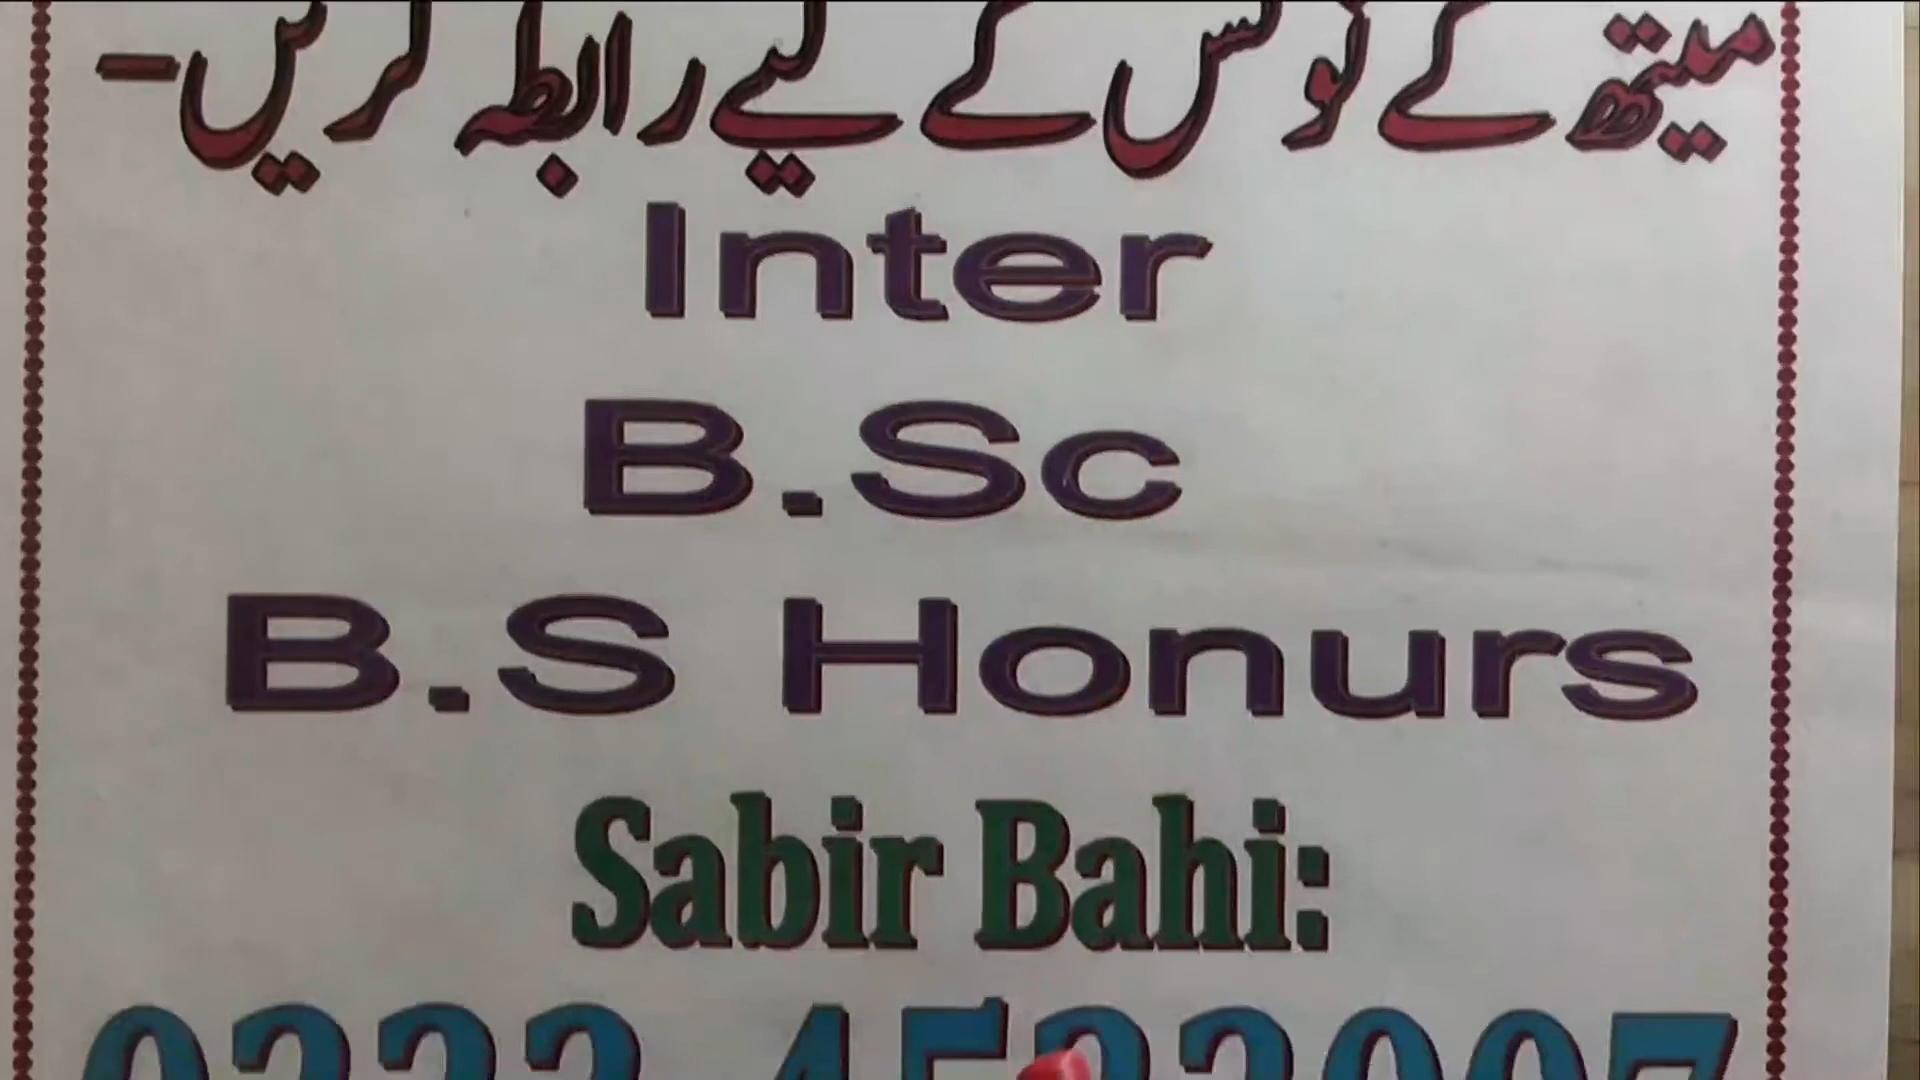 میتھ کے نوٹس کے لیے رابطہ کریں۔
Inter
B.Sc
B.S Honurs
Sabir Bahi: